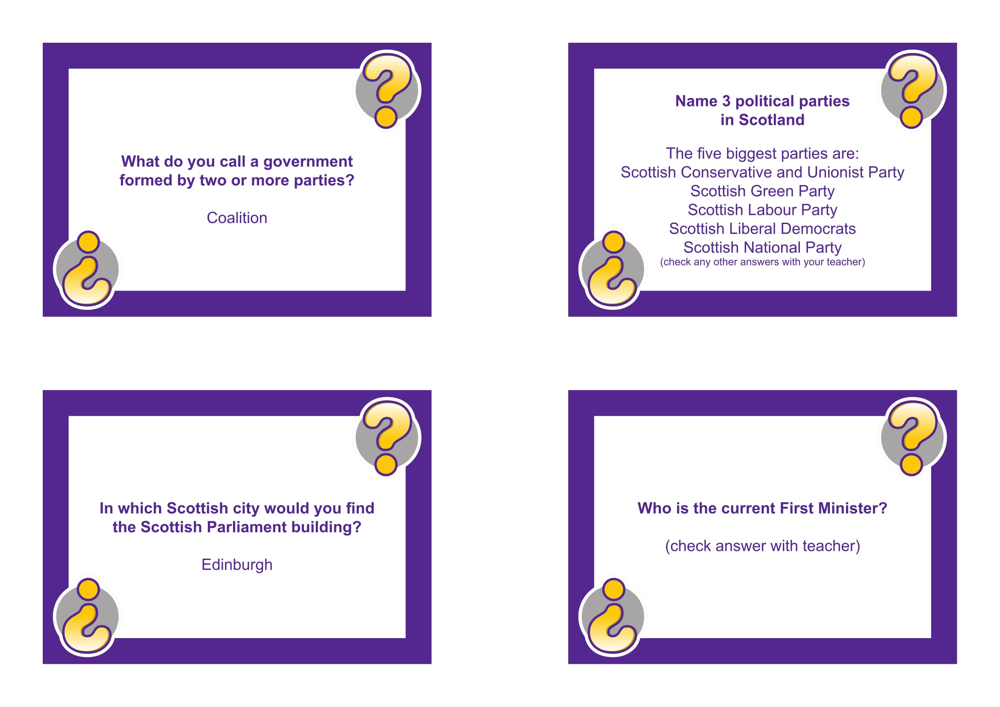 What do you call a government
formed by two or more parties?
Coalition
Name 3 political parties
in Scotland
The five biggest parties are:
Scottish Conservative and Unionist Party
Scottish Green Party
Scottish Labour Party
Scottish Liberal Democrats
Scottish National Party
(check any other answers with your teacher)
In which Scottish city would you find
the Scottish Parliament building?
Edinburgh
Who is the current First Minister?
(check answer with teacher)